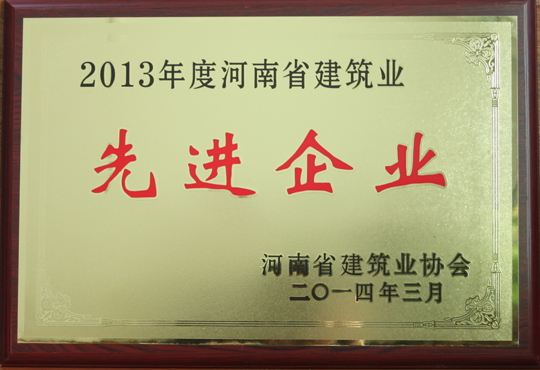 2013年度河南省建筑业
先进企业
河南省建筑业协会
二〇一四年三月